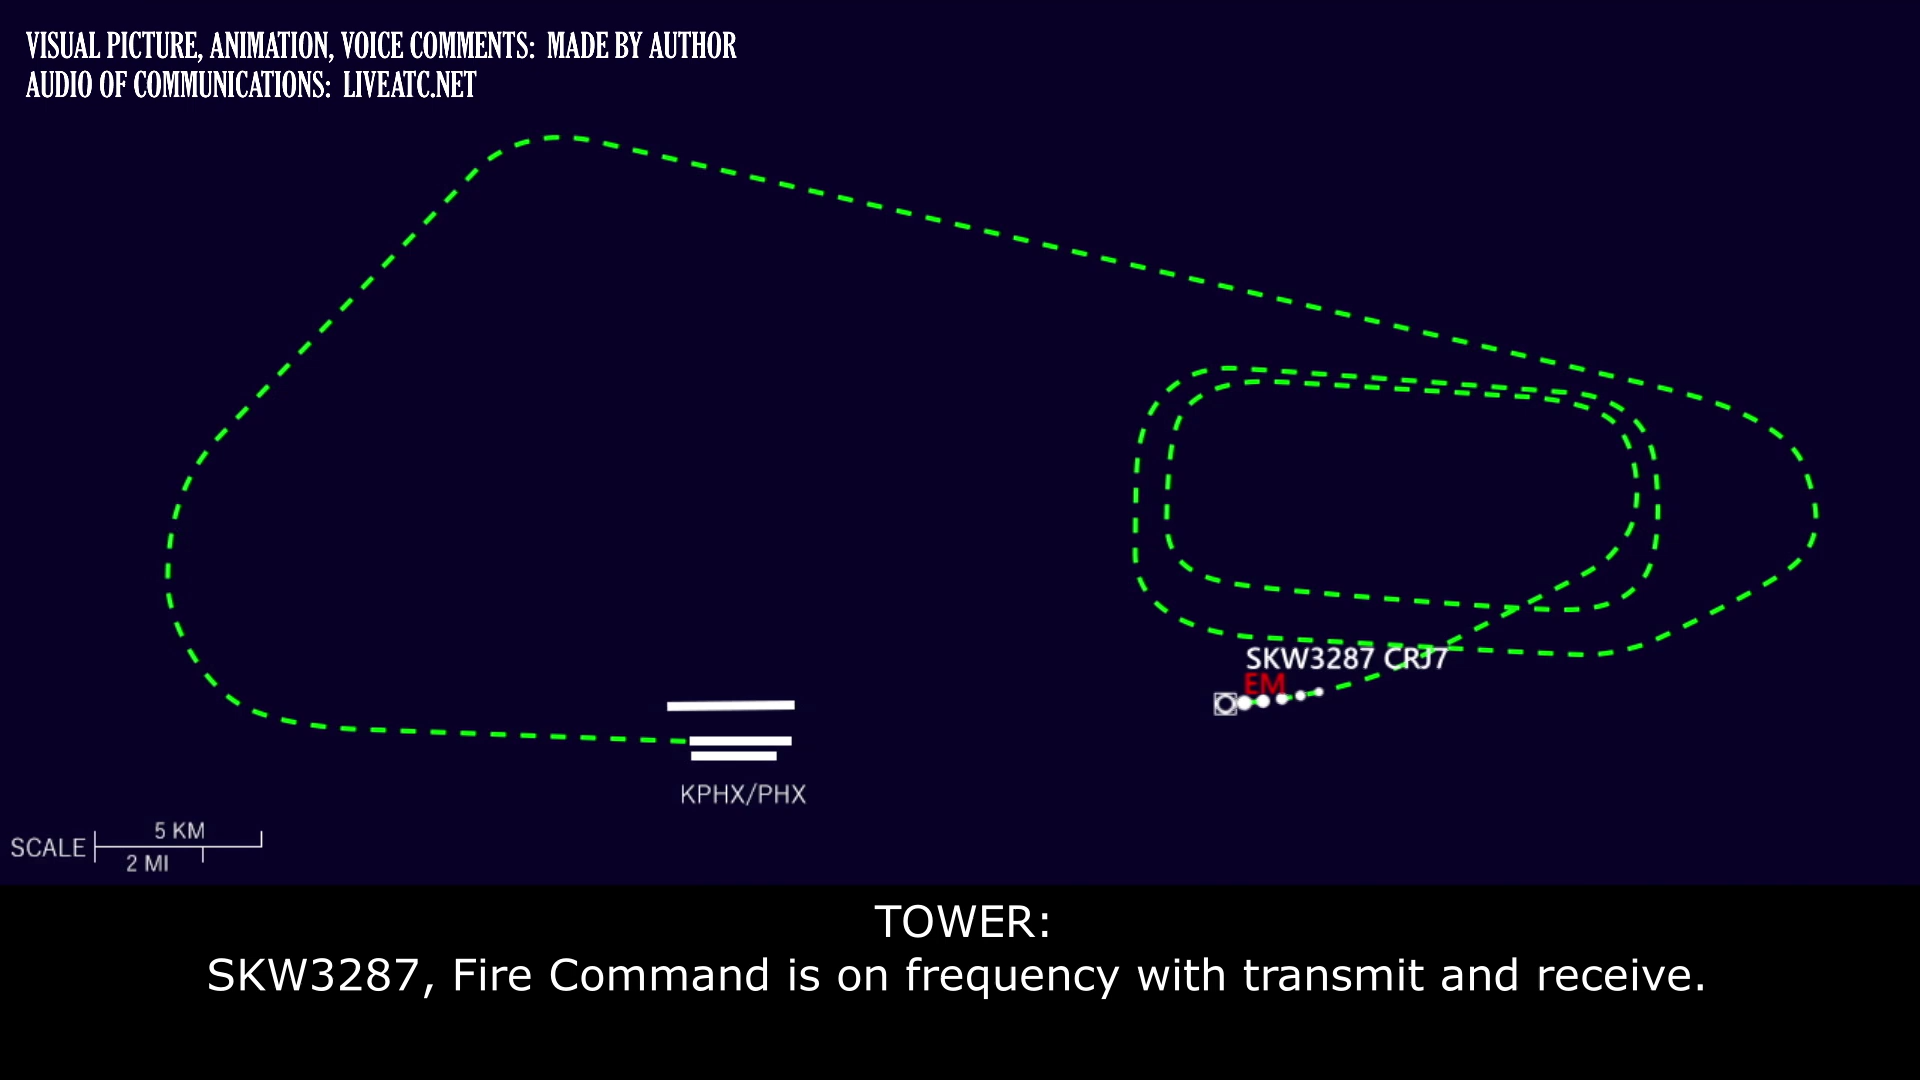 VISUAL PICTURE, ANIMATION, VOICE COMMENTS: MADE BY AUTHOR
AUDIO OF COMMUNICATIONS: LIVEATC.NET
SKW3287 CRJ7
EM
KPHX/PHX
5 KM
SCALE
2 MI
TOWER:
SKW3287, Fire Command is on frequency with transmit and receive.